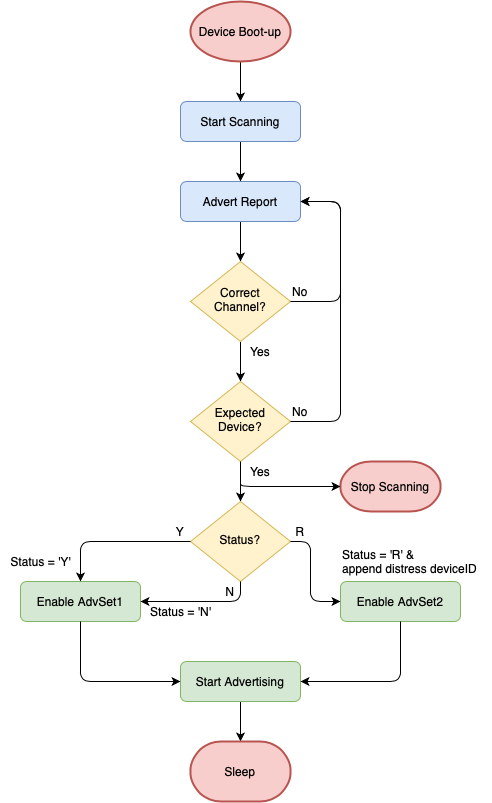 Device Boot-up
Start Scanning
Advert Report
Correct
Channel?
No
Yes
Expected
Device?
No
Yes
Stop Scanning
Status?
Y
R
Status = 'Y'
Status = 'R' &
append distress deviceID
N
Enable AdvSet1
Status = 'N'
Enable AdvSet2
Start Advertising
Sleep